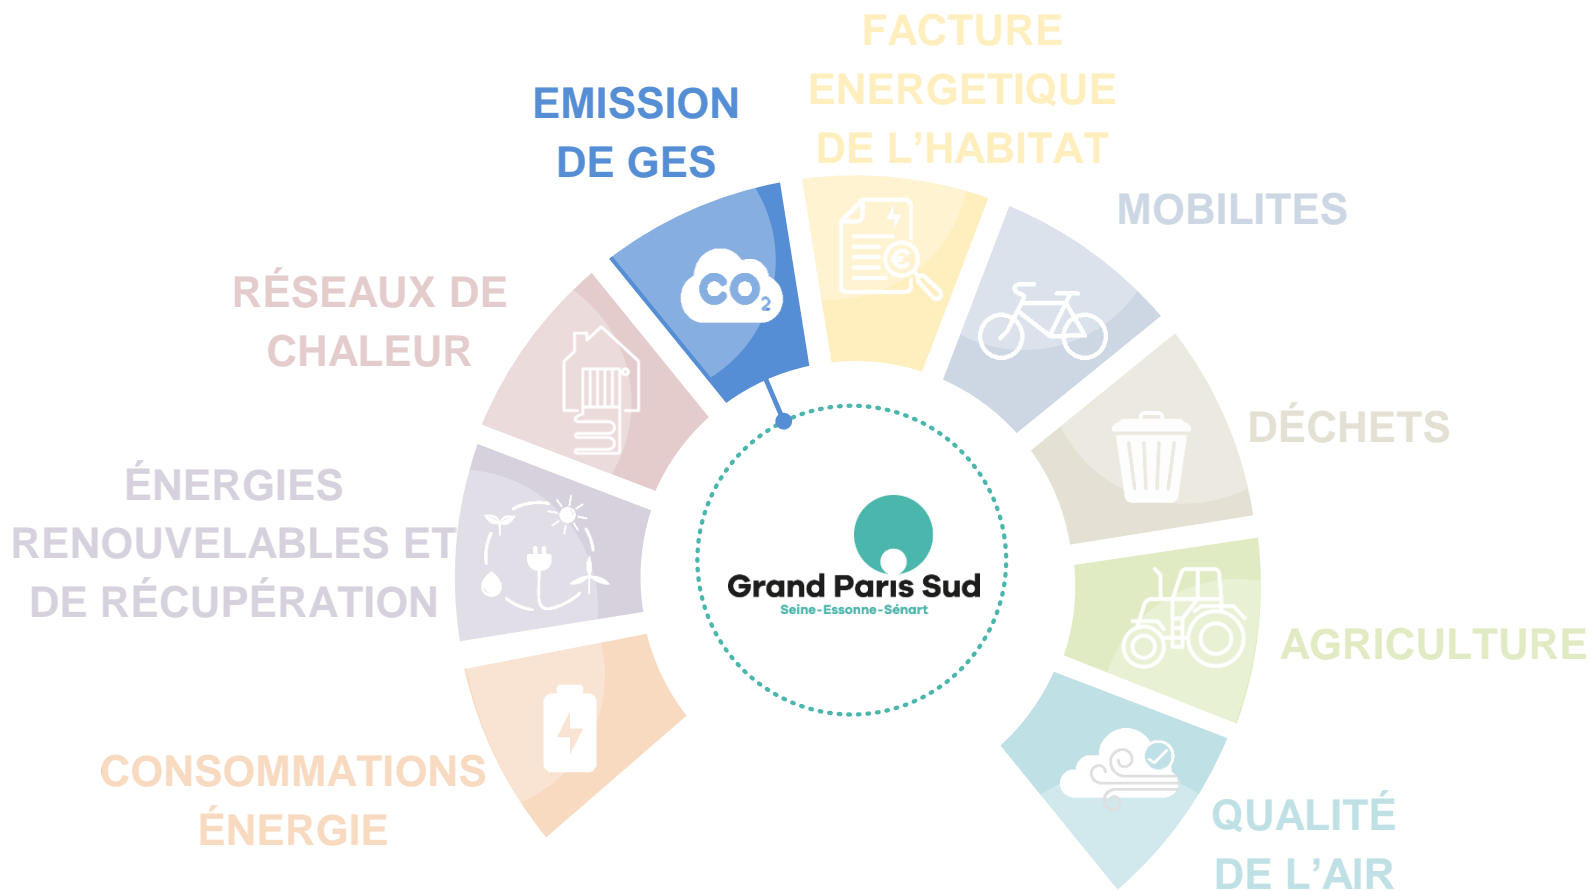 FACTURE
ENERGETIQUE
DE L’HABITAT
EMISSION
DE GES
MOBILITES
RÉSEAUX DE
CHALEUR
DÉCHETS
ÉNERGIES
RENOUVELABLES ET
DE RÉCUPÉRATION
AGRICULTURE
CONSOMMATIONS
ÉNERGIE
QUALITÉ
DE L’AIR
CO2
€
Grand Paris Sud
Seine-Essonne-Sénart